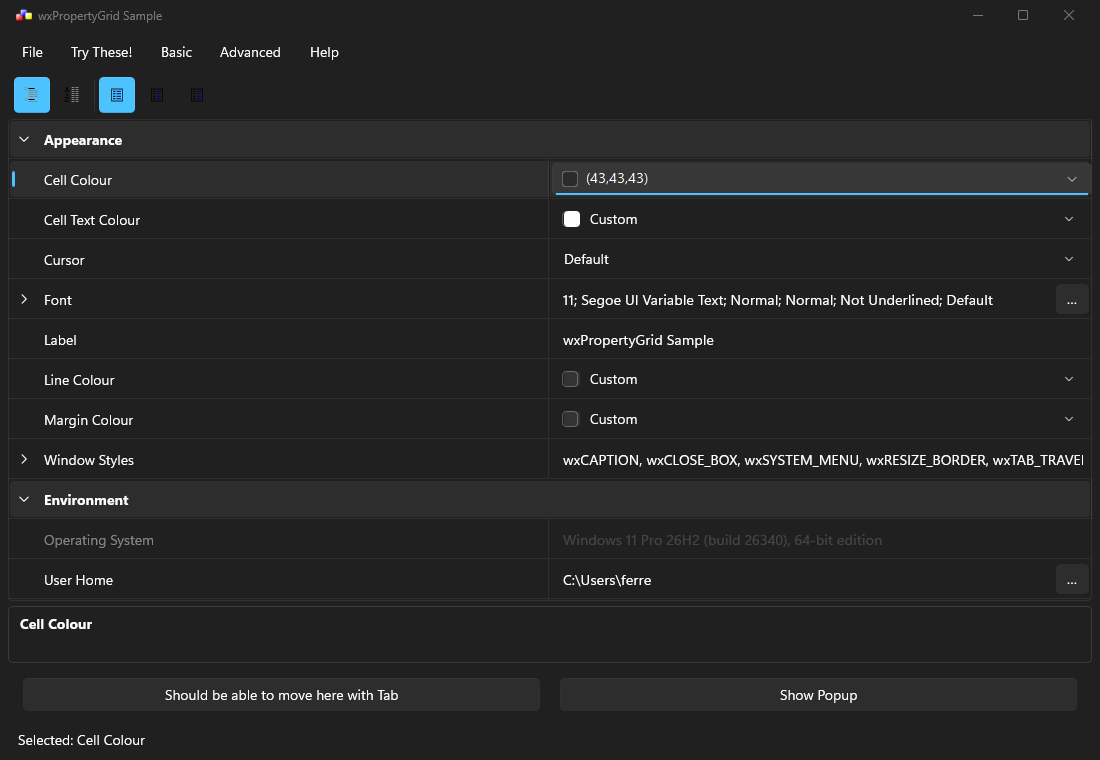 wxPropertyGrid Sample
File Try These! Basic Advanced Help
Appearance
Cell Colour (43,43,43)
Cell Text Colour Custom
Cursor Default
Font 11; Segoe UI Variable Text; Normal; Normal; Not Underlined; Default ...
Label wxPropertyGrid Sample
Line Colour Custom
Margin Colour Custom
Window Styles wxCAPTION, wxCLOSE_BOX, wxSYSTEM_MENU, wxRESIZE_BORDER, wxTAB_TRAVE
Environment
Operating System Windows 11 Pro 26H2 (build 26340), 64-bit edition
User Home C:\Users\ferre ...
Cell Colour
Should be able to move here with Tab Show Popup
Selected: Cell Colour